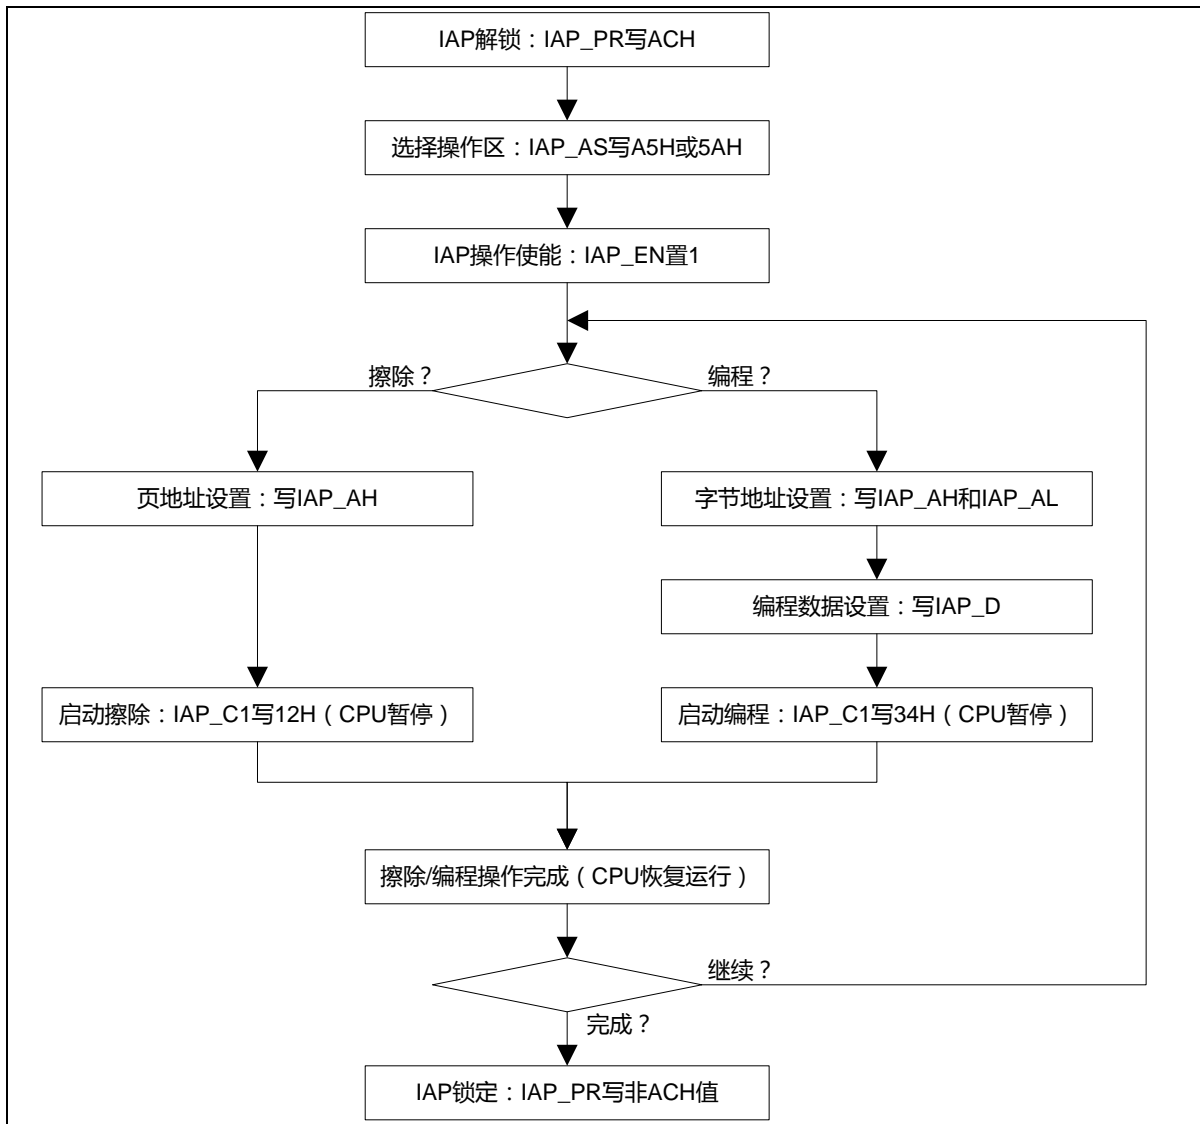 IAP解锁：IAP_PR写ACH
选择操作区：IAP_AS写A5H或5AH
IAP操作使能：IAP_EN置1
擦除？
编程？
页地址设置：写IAP_AH
字节地址设置：写IAP_AH和IAP_AL
编程数据设置：写IAP_D
启动擦除：IAP_C1写12H（CPU暂停）
启动编程：IAP_C1写34H（CPU暂停）
擦除/编程操作完成（CPU恢复运行）
继续？
完成？
IAP锁定：IAP_PR写非ACH值